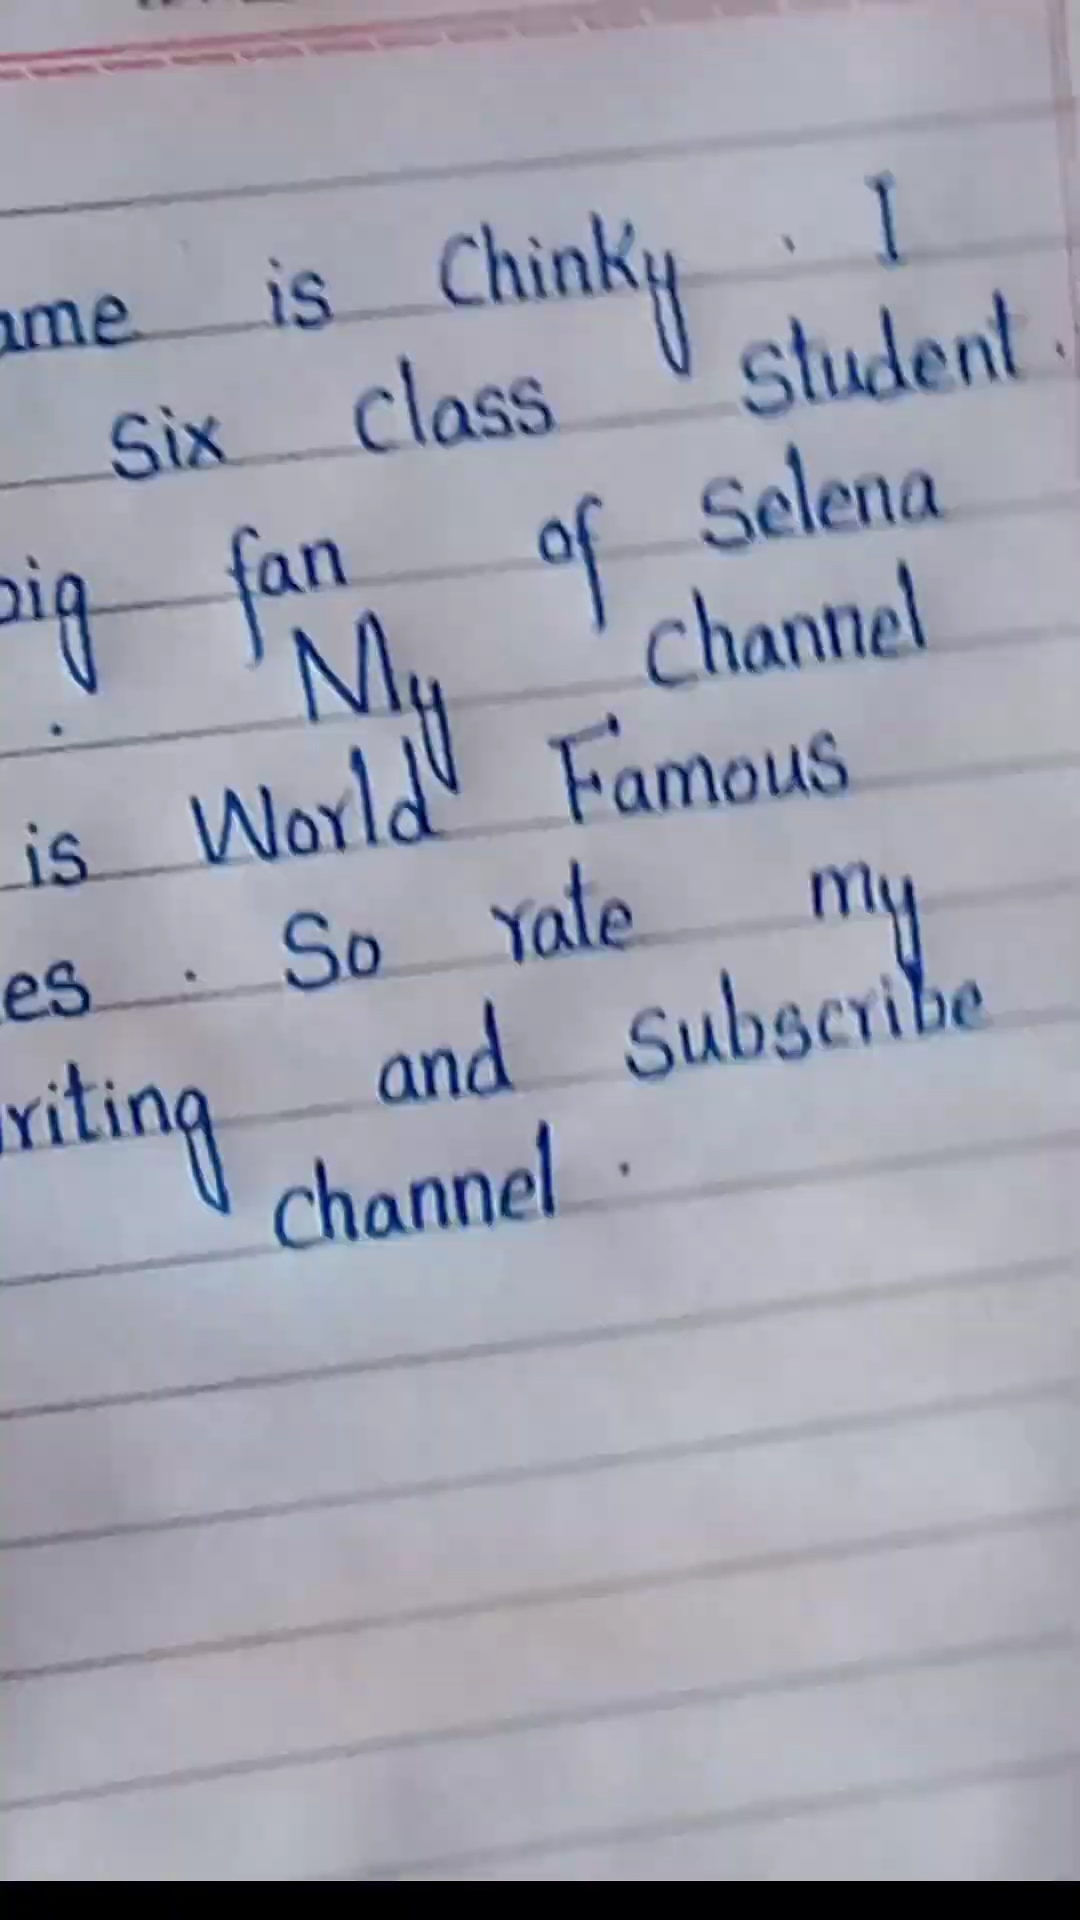 ame is Chinky . I
six class student .
big fan of Selena
. My channel
is World Famous
es . So rate my
riting and subscribe
channel .